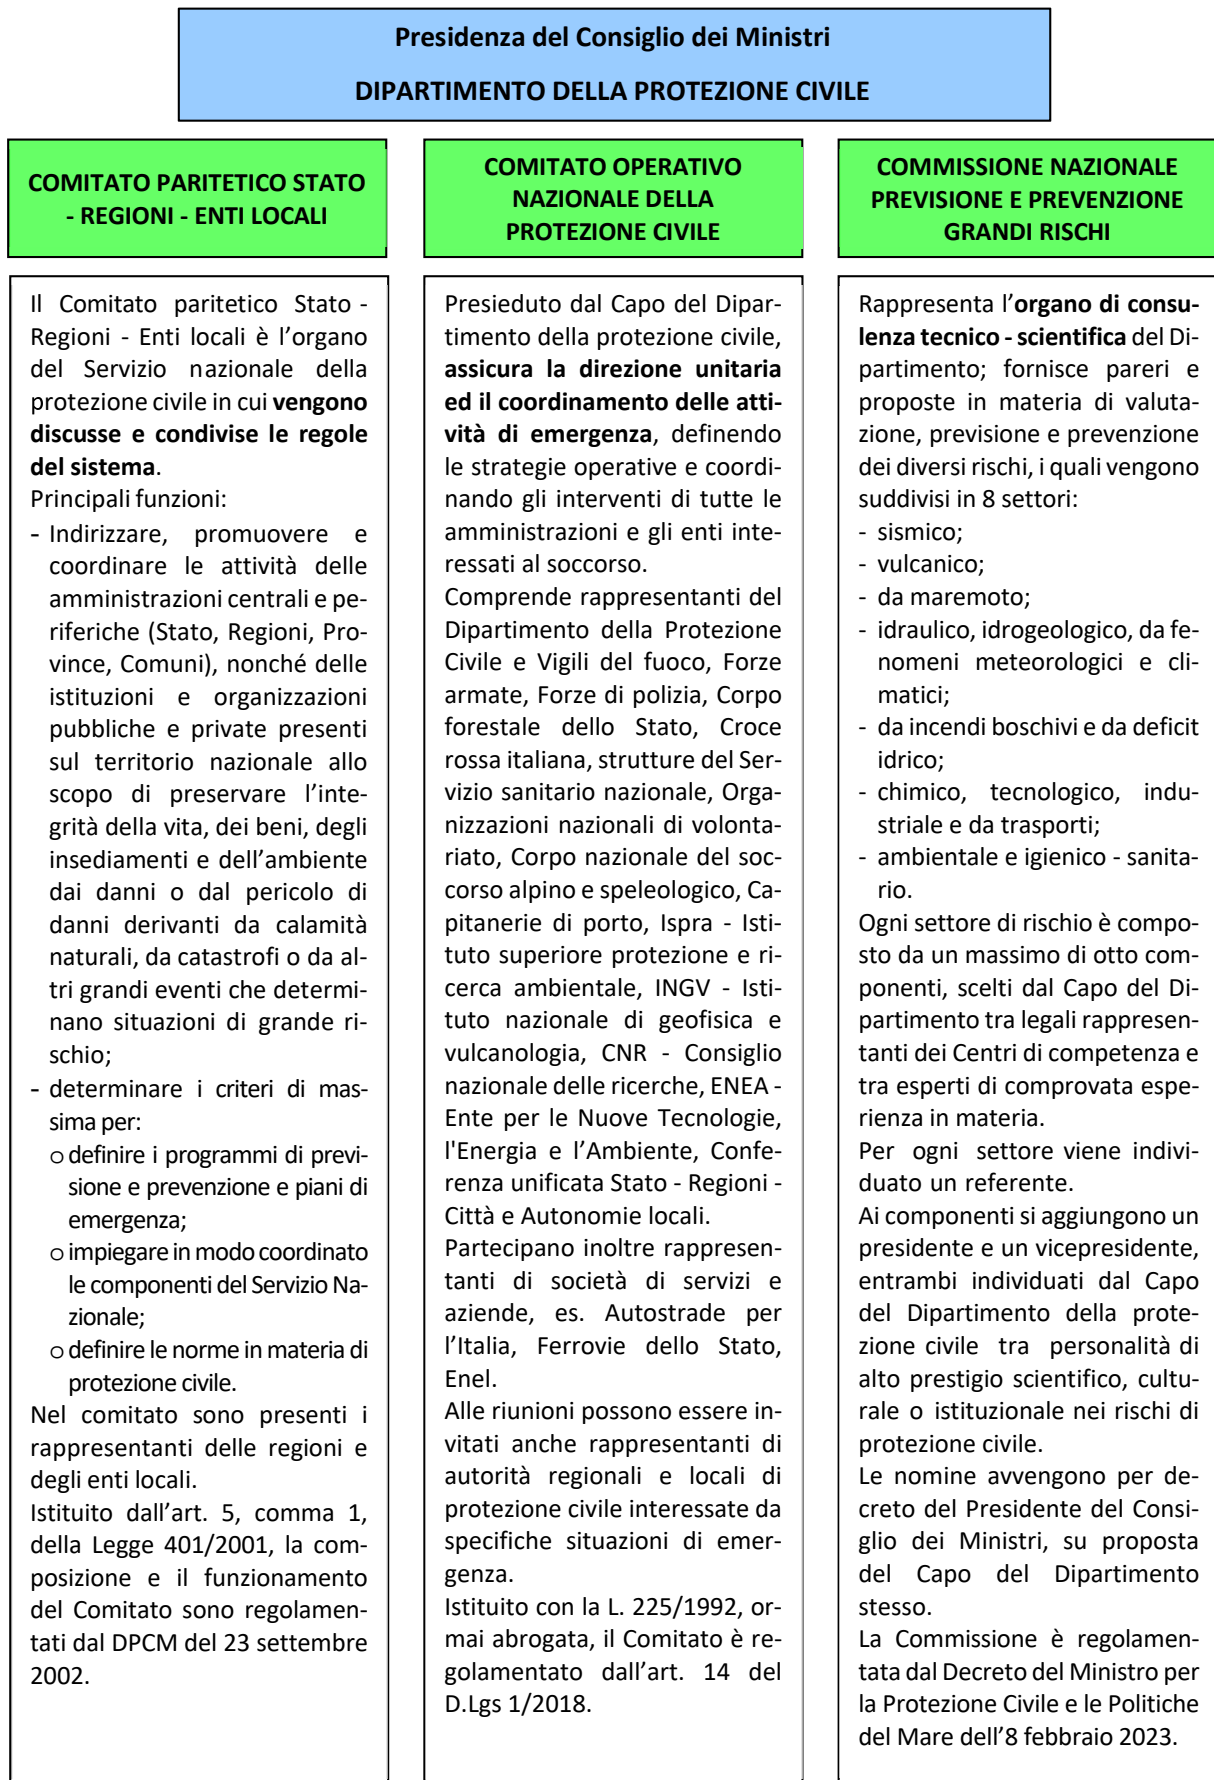 Presidenza del Consiglio dei Ministri
DIPARTIMENTO DELLA PROTEZIONE CIVILE
COMITATO PARITETICO STATO
- REGIONI - ENTI LOCALI
Il Comitato paritetico Stato -
Regioni - Enti locali è l’organo
del Servizio nazionale della
protezione civile in cui vengono
discusse e condivise le regole
del sistema.
Principali funzioni:
- Indirizzare, promuovere e
coordinare le attività delle
amministrazioni centrali e pe-
riferiche (Stato, Regioni, Pro-
vince, Comuni), nonché delle
istituzioni e organizzazioni
pubbliche e private presenti
sul territorio nazionale allo
scopo di preservare l’inte-
grità della vita, dei beni, degli
insediamenti e dell’ambiente
dai danni o dal pericolo di
danni derivanti da calamità
naturali, da catastrofi o da al-
tri grandi eventi che determi-
nano situazioni di grande ri-
schio;
- determinare i criteri di mas-
sima per:
o definire i programmi di previ-
sione e prevenzione e piani di
emergenza;
o impiegare in modo coordinato
le componenti del Servizio Na-
zionale;
o definire le norme in materia di
protezione civile.
Nel comitato sono presenti i
rappresentanti delle regioni e
degli enti locali.
Istituito dall’art. 5, comma 1,
della Legge 401/2001, la com-
posizione e il funzionamento
del Comitato sono regolamen-
tati dal DPCM del 23 settembre
2002.
COMITATO OPERATIVO
NAZIONALE DELLA
PROTEZIONE CIVILE
Presieduto dal Capo del Dipar-
timento della protezione civile,
assicura la direzione unitaria
ed il coordinamento delle atti-
vità di emergenza, definendo
le strategie operative e coordi-
nando gli interventi di tutte le
amministrazioni e gli enti inte-
ressati al soccorso.
Comprende rappresentanti del
Dipartimento della Protezione
Civile e Vigili del fuoco, Forze
armate, Forze di polizia, Corpo
forestale dello Stato, Croce
rossa italiana, strutture del Ser-
vizio sanitario nazionale, Orga-
nizzazioni nazionali di volonta-
riato, Corpo nazionale del soc-
corso alpino e speleologico, Ca-
pitanerie di porto, Ispra - Isti-
tuto superiore protezione e ri-
cerca ambientale, INGV - Isti-
tuto nazionale di geofisica e
vulcanologia, CNR - Consiglio
nazionale delle ricerche, ENEA -
Ente per le Nuove Tecnologie,
l'Energia e l’Ambiente, Confe-
renza unificata Stato - Regioni -
Città e Autonomie locali.
Partecipano inoltre rappresen-
tanti di società di servizi e
aziende, es. Autostrade per
l’Italia, Ferrovie dello Stato,
Enel.
Alle riunioni possono essere in-
vitati anche rappresentanti di
autorità regionali e locali di
protezione civile interessate da
specifiche situazioni di emer-
genza.
Istituito con la L. 225/1992, or-
mai abrogata, il Comitato è re-
golamentato dall’art. 14 del
D.Lgs 1/2018.
COMMISSIONE NAZIONALE
PREVISIONE E PREVENZIONE
GRANDI RISCHI
Rappresenta l’organo di consu-
lenza tecnico - scientifica del Di-
partimento; fornisce pareri e
proposte in materia di valuta-
zione, previsione e prevenzione
dei diversi rischi, i quali vengono
suddivisi in 8 settori:
- sismico;
- vulcanico;
- da maremoto;
- idraulico, idrogeologico, da fe-
nomeni meteorologici e cli-
matici;
- da incendi boschivi e da deficit
idrico;
- chimico, tecnologico, indu-
striale e da trasporti;
- ambientale e igienico - sanita-
rio.
Ogni settore di rischio è compo-
sto da un massimo di otto com-
ponenti, scelti dal Capo del Di-
partimento tra legali rappresen-
tanti dei Centri di competenza e
tra esperti di comprovata espe-
rienza in materia.
Per ogni settore viene indivi-
duato un referente.
Ai componenti si aggiungono un
presidente e un vicepresidente,
entrambi individuati dal Capo
del Dipartimento della prote-
zione civile tra personalità di
alto prestigio scientifico, cultu-
rale o istituzionale nei rischi di
protezione civile.
Le nomine avvengono per de-
creto del Presidente del Consi-
glio dei Ministri, su proposta
del Capo del Dipartimento
stesso.
La Commissione è regolamen-
tata dal Decreto del Ministro per
la Protezione Civile e le Politiche
del Mare dell’8 febbraio 2023.